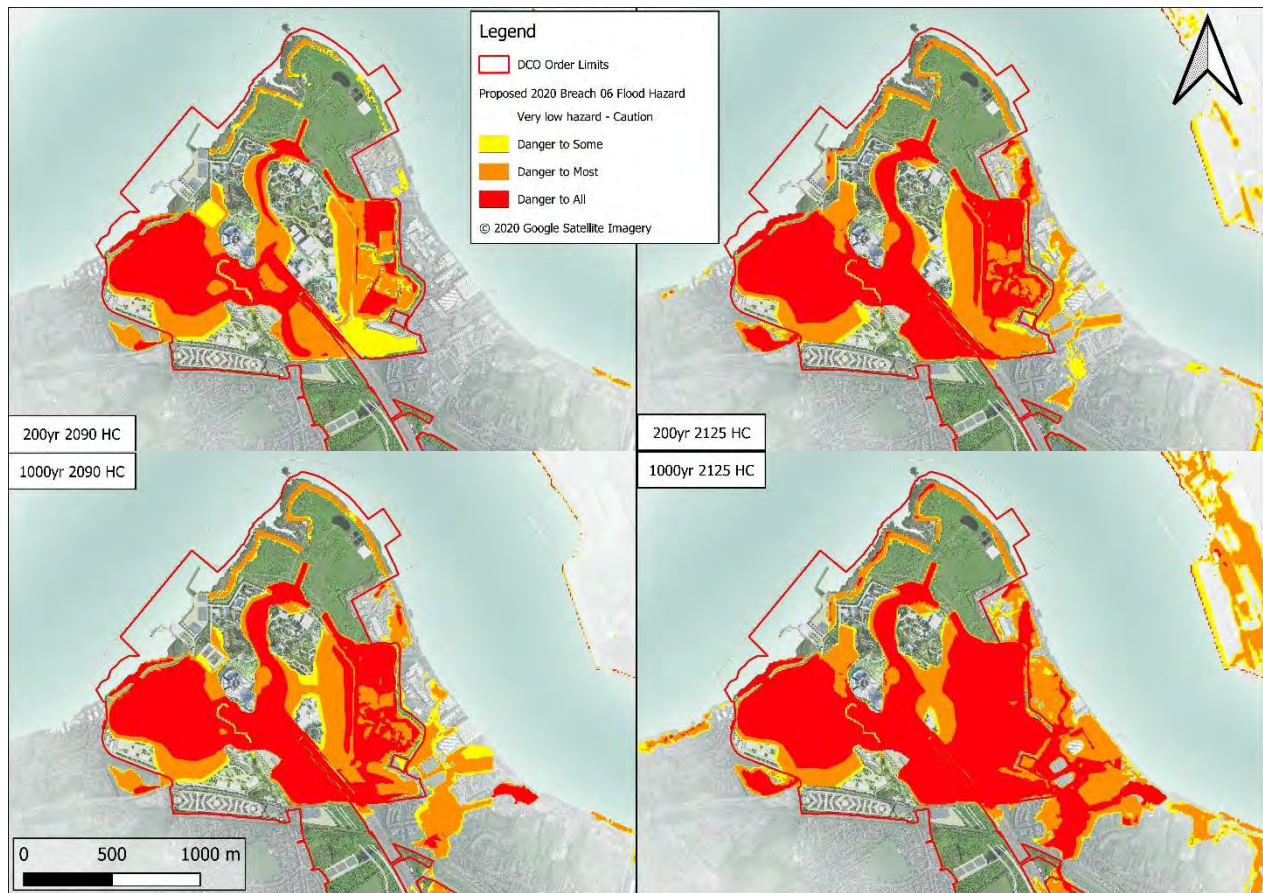 Legend
DCO Order Limits
Proposed 2020 Breach 06 Flood Hazard
Very low hazard - Caution
Danger to Some
Danger to Most
Danger to All
© 2020 Google Satellite Imagery
200yr 2090 HC
200yr 2125 HC
1000yr 2090 HC
1000yr 2125 HC
0 500 1000 m